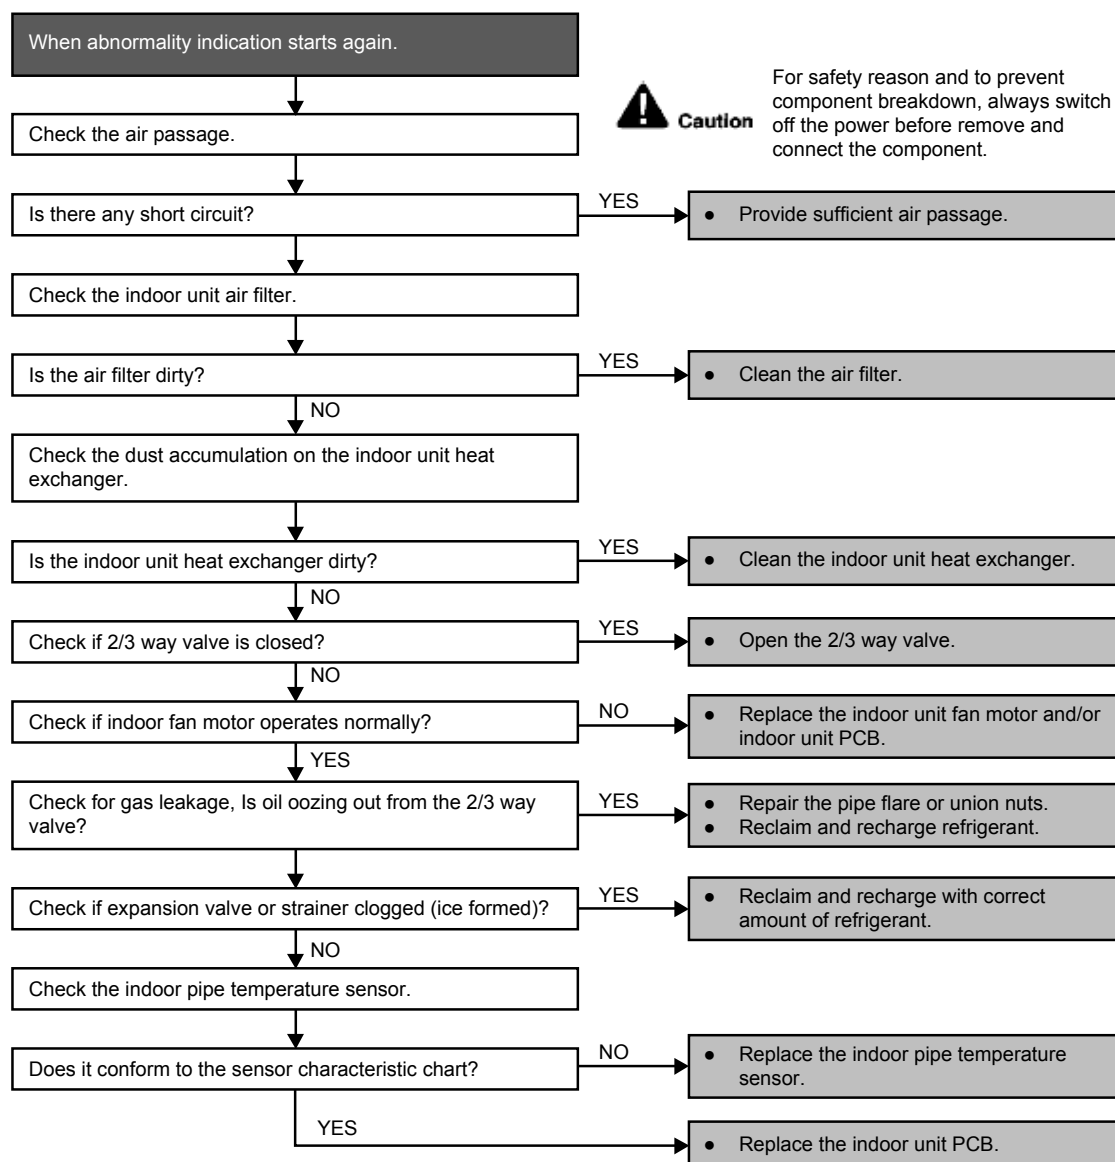 When abnormality indication starts again.
For safety reason and to prevent
component breakdown, always switch
off the power before remove and
connect the component.
Caution
Check the air passage.
Is there any short circuit?
YES
● Provide sufficient air passage.
Check the indoor unit air filter.
Is the air filter dirty?
YES
● Clean the air filter.
NO
Check the dust accumulation on the indoor unit heat
exchanger.
Is the indoor unit heat exchanger dirty?
YES
● Clean the indoor unit heat exchanger.
NO
Check if 2/3 way valve is closed?
YES
● Open the 2/3 way valve.
NO
Check if indoor fan motor operates normally?
NO
● Replace the indoor unit fan motor and/or
indoor unit PCB.
YES
Check for gas leakage, Is oil oozing out from the 2/3 way
valve?
YES
● Repair the pipe flare or union nuts.
● Reclaim and recharge refrigerant.
Check if expansion valve or strainer clogged (ice formed)?
YES
● Reclaim and recharge with correct
amount of refrigerant.
NO
Check the indoor pipe temperature sensor.
Does it conform to the sensor characteristic chart?
NO
● Replace the indoor pipe temperature
sensor.
YES
● Replace the indoor unit PCB.